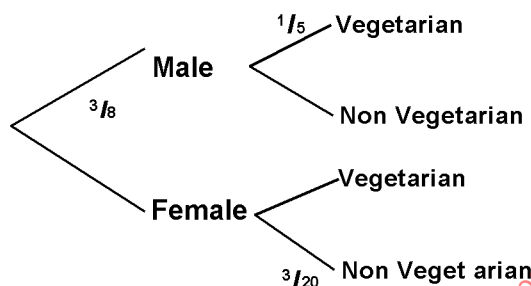 1/5 Vegetarian
Male
3/8
Non Vegetarian
Vegetarian
Female
3/20 Non Veget arian